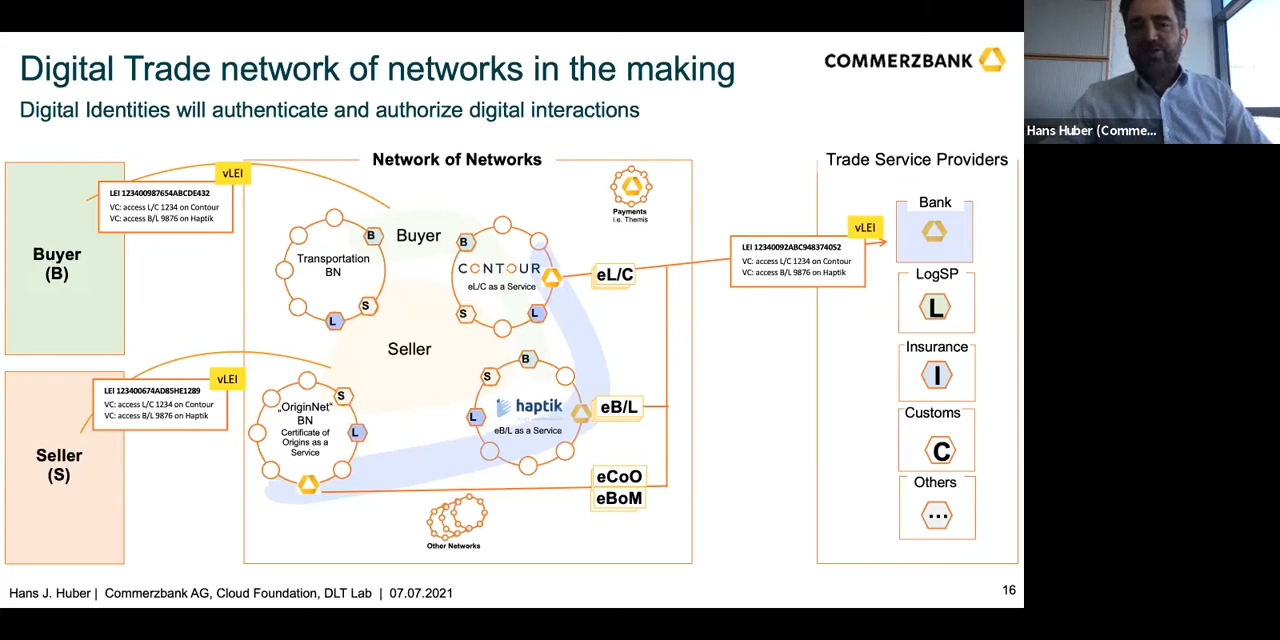 Digital Trade network of networks in the making
COMMERZBANK
Digital Identities will authenticate and authorize digital interactions
Hans Huber (Comme...
Buyer
(B)
vLEI
LEI 123400987654ABCDE432
VC: access L/C 1234 on Contour
VC: access B/L 9876 on Haptik
Seller
(S)
vLEI
LEI 123400674AD85HE1289
VC: access L/C 1234 on Contour
VC: access B/L 9876 on Haptik
Network of Networks
Payments
i.e. Themis
Transportation
BN
B
S
L
Buyer
B
CONTOUR
eL/C as a Service
S
L
eL/C
Seller
„OriginNet“
BN
Certificate of
Origins as a
Service
S
L
B
S
haptik
L
eB/L as a Service
eB/L
eCoO
eBoM
Other Networks
vLEI
LEI 12340092ABC948374052
VC: access L/C 1234 on Contour
VC: access B/L 9876 on Haptik
Trade Service Providers
Bank
LogSP
L
Insurance
I
Customs
C
Others
...
Hans J. Huber | Commerzbank AG, Cloud Foundation, DLT Lab | 07.07.2021
16